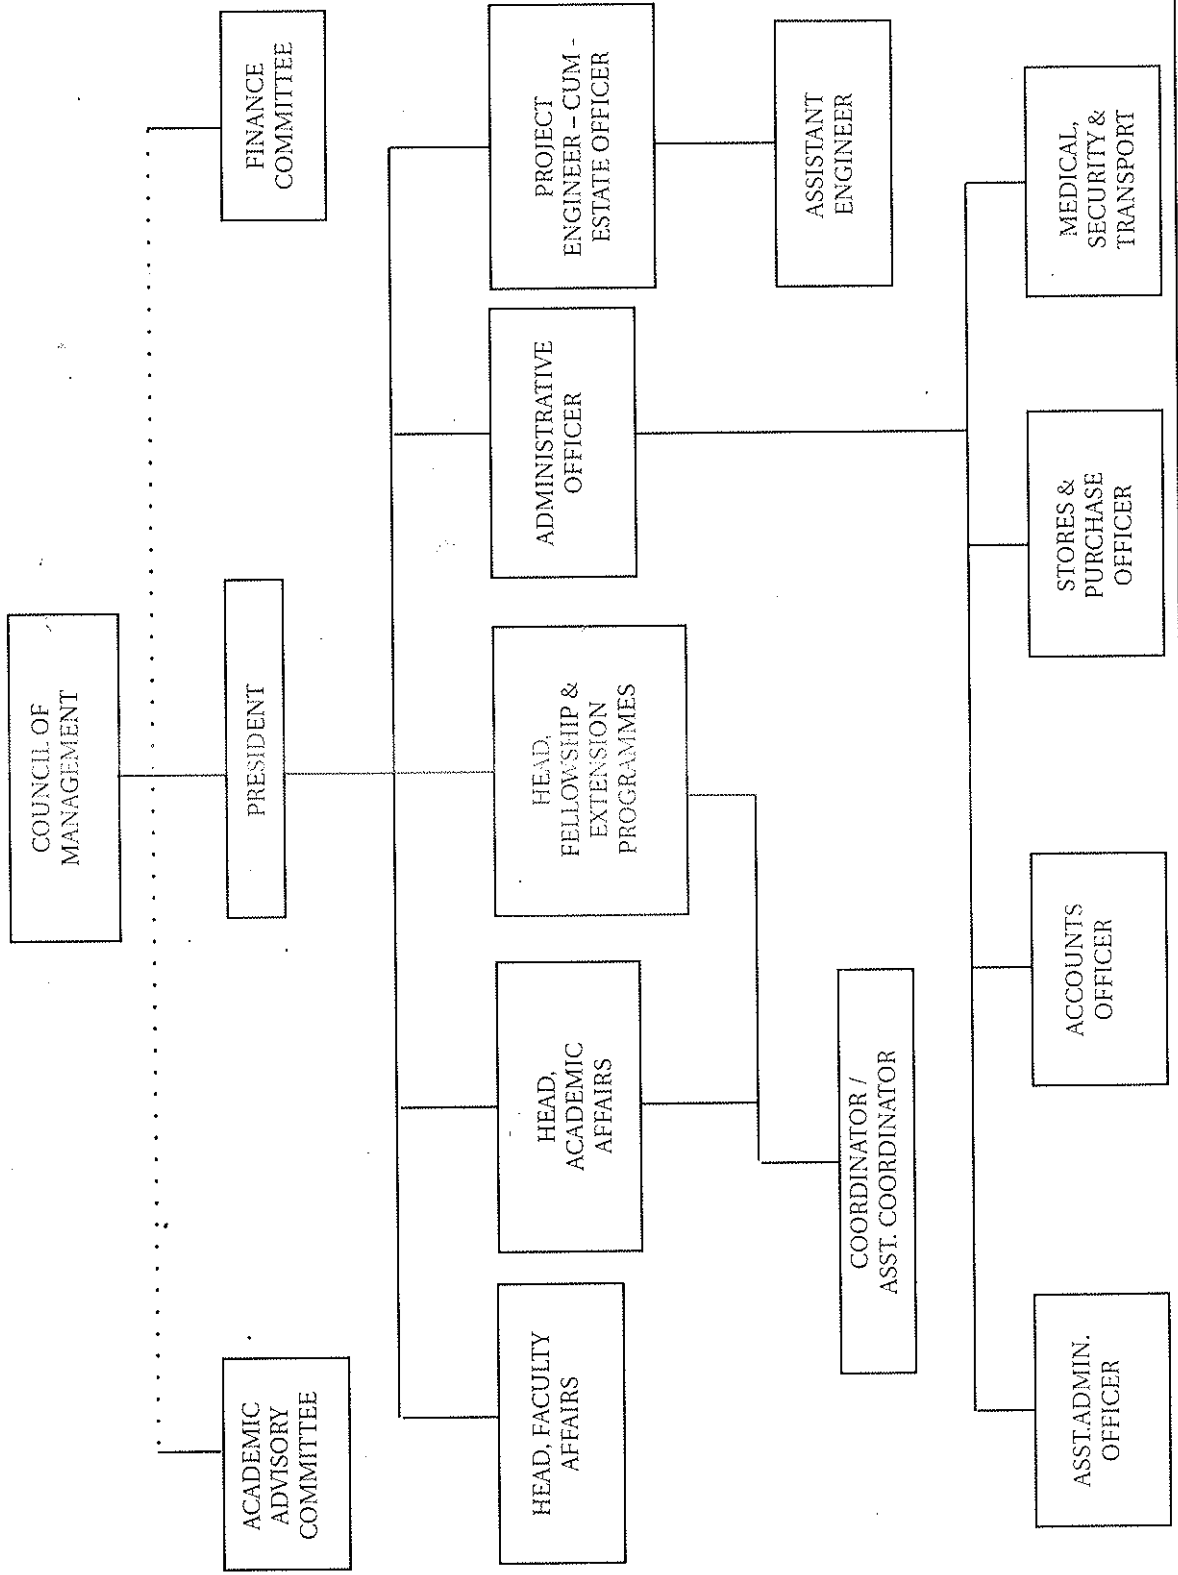 COUNCIL OF
MANAGEMENT
ACADEMIC
ADVISORY
COMMITTEE
PRESIDENT
FINANCE
COMMITTEE
HEAD, FACULTY
AFFAIRS
HEAD,
ACADEMIC
AFFAIRS
HEAD,
FELLOWSHIP &
EXTENSION
PROGRAMMES
ADMINISTRATIVE
OFFICER
PROJECT
ENGINEER – CUM -
ESTATE OFFICER
COORDINATOR /
ASST. COORDINATOR
ASSISTANT
ENGINEER
ASST.ADMIN.
OFFICER
ACCOUNTS
OFFICER
STORES &
PURCHASE
OFFICER
MEDICAL,
SECURITY &
TRANSPORT